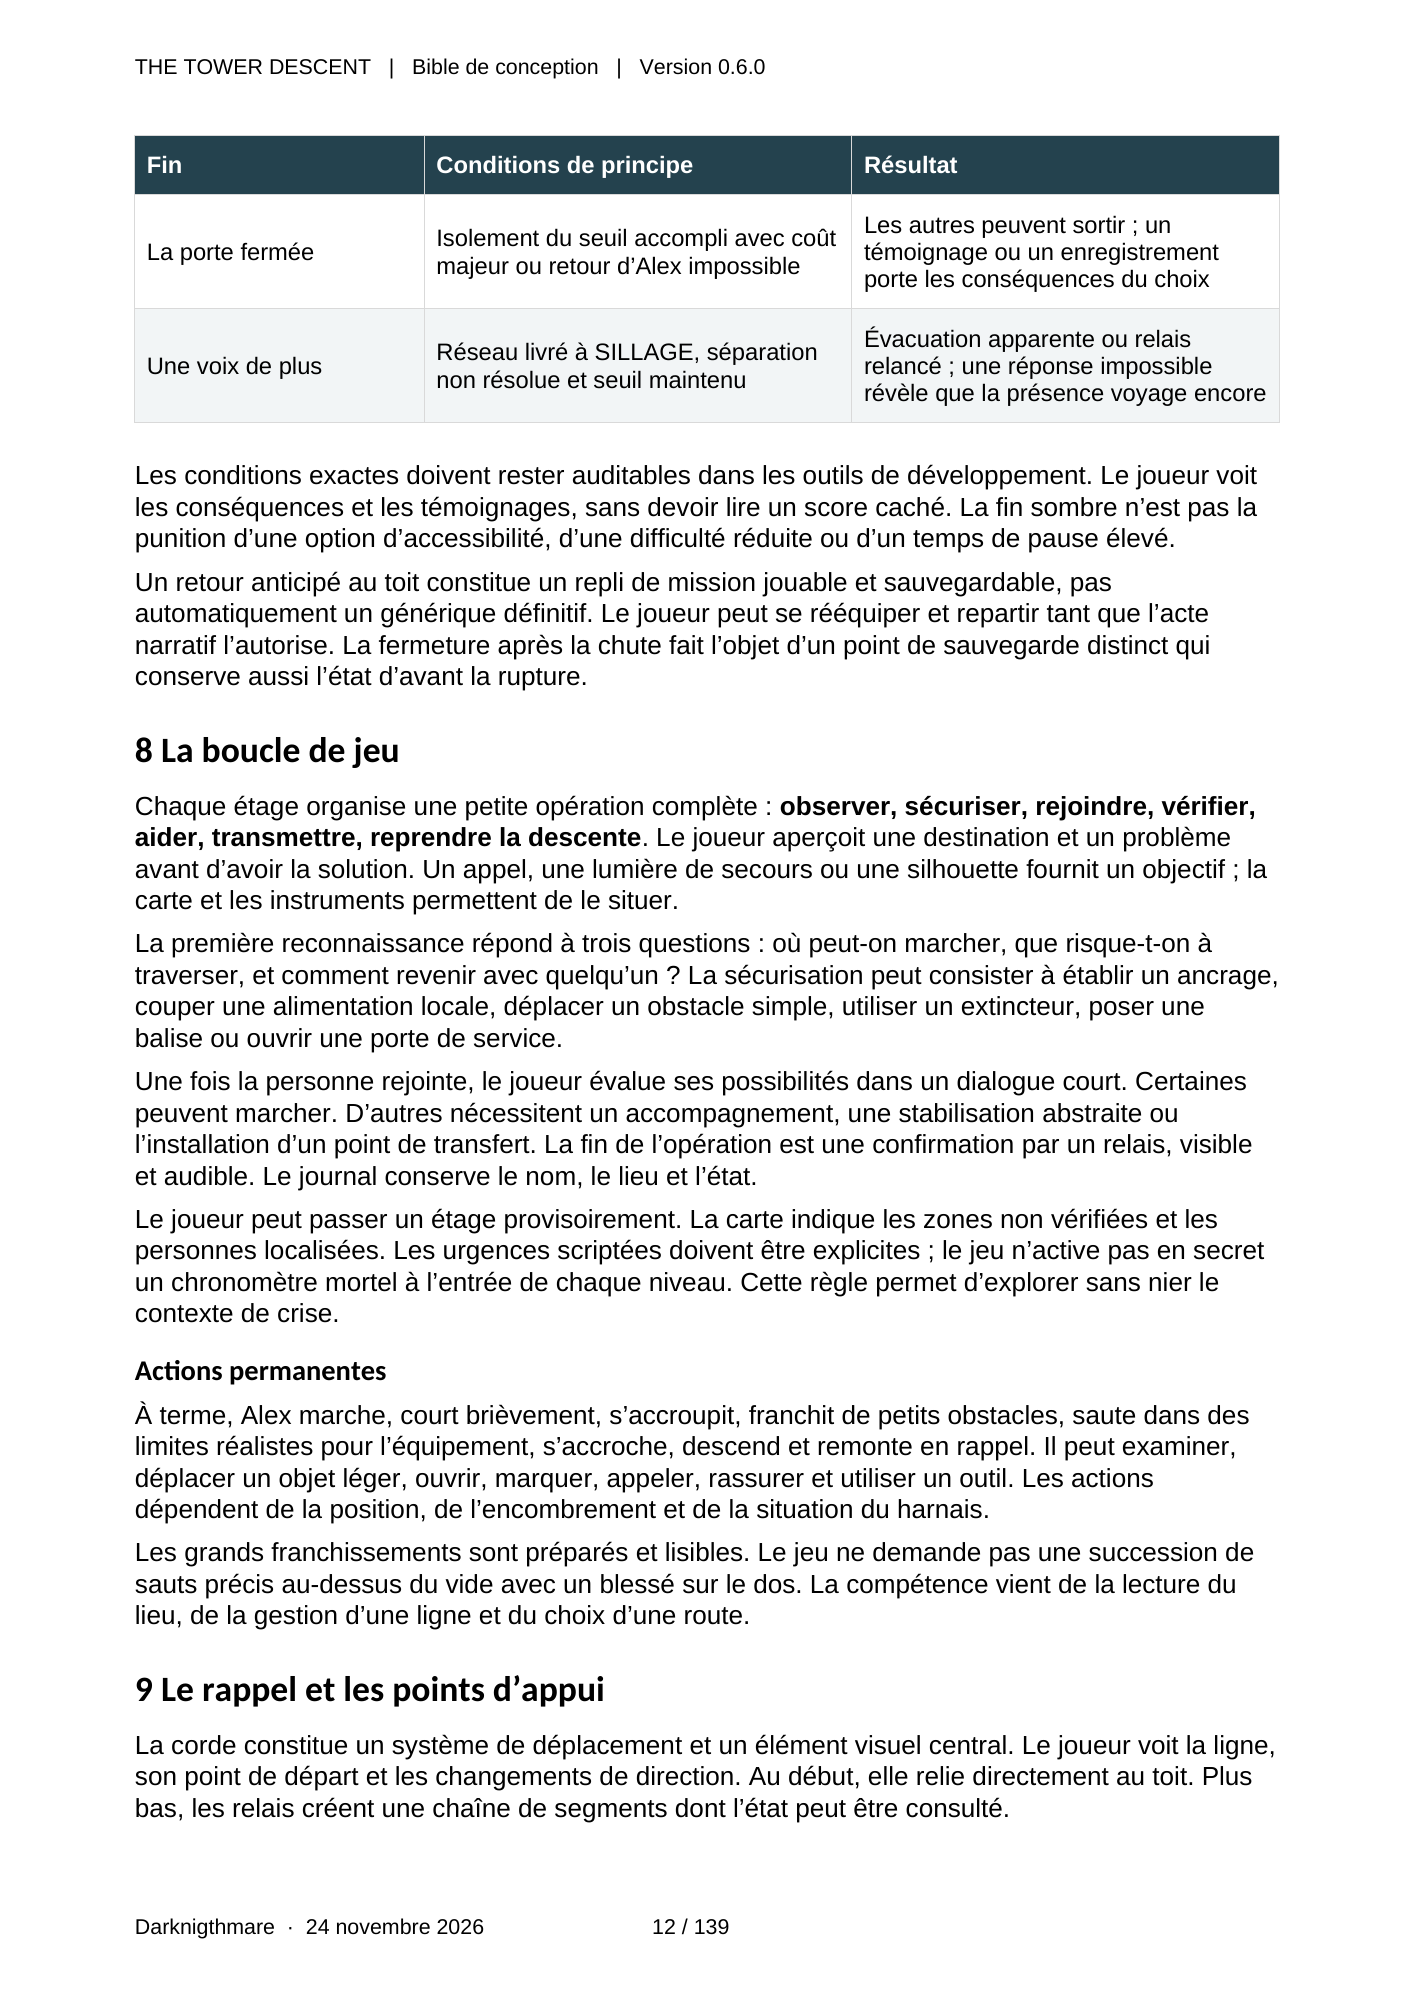 THE TOWER DESCENT | Bible de conception | Version 0.6.0
Fin
Conditions de principe
Résultat
La porte fermée
Isolement du seuil accompli avec coût
majeur ou retour d’Alex impossible
Les autres peuvent sortir ; un
témoignage ou un enregistrement
porte les conséquences du choix
Une voix de plus
Réseau livré à SILLAGE, séparation
non résolue et seuil maintenu
Évacuation apparente ou relais
relancé ; une réponse impossible
révèle que la présence voyage encore
Les conditions exactes doivent rester auditables dans les outils de développement. Le joueur voit
les conséquences et les témoignages, sans devoir lire un score caché. La fin sombre n’est pas la
punition d’une option d’accessibilité, d’une difficulté réduite ou d’un temps de pause élevé.
Un retour anticipé au toit constitue un repli de mission jouable et sauvegardable, pas
automatiquement un générique définitif. Le joueur peut se rééquiper et repartir tant que l’acte
narratif l’autorise. La fermeture après la chute fait l’objet d’un point de sauvegarde distinct qui
conserve aussi l’état d’avant la rupture.
8 La boucle de jeu
Chaque étage organise une petite opération complète : observer, sécuriser, rejoindre, vérifier,
aider, transmettre, reprendre la descente. Le joueur aperçoit une destination et un problème
avant d’avoir la solution. Un appel, une lumière de secours ou une silhouette fournit un objectif ; la
carte et les instruments permettent de le situer.
La première reconnaissance répond à trois questions : où peut-on marcher, que risque-t-on à
traverser, et comment revenir avec quelqu’un ? La sécurisation peut consister à établir un ancrage,
couper une alimentation locale, déplacer un obstacle simple, utiliser un extincteur, poser une
balise ou ouvrir une porte de service.
Une fois la personne rejointe, le joueur évalue ses possibilités dans un dialogue court. Certaines
peuvent marcher. D’autres nécessitent un accompagnement, une stabilisation abstraite ou
l’installation d’un point de transfert. La fin de l’opération est une confirmation par un relais, visible
et audible. Le journal conserve le nom, le lieu et l’état.
Le joueur peut passer un étage provisoirement. La carte indique les zones non vérifiées et les
personnes localisées. Les urgences scriptées doivent être explicites ; le jeu n’active pas en secret
un chronomètre mortel à l’entrée de chaque niveau. Cette règle permet d’explorer sans nier le
contexte de crise.
Actions permanentes
À terme, Alex marche, court brièvement, s’accroupit, franchit de petits obstacles, saute dans des
limites réalistes pour l’équipement, s’accroche, descend et remonte en rappel. Il peut examiner,
déplacer un objet léger, ouvrir, marquer, appeler, rassurer et utiliser un outil. Les actions
dépendent de la position, de l’encombrement et de la situation du harnais.
Les grands franchissements sont préparés et lisibles. Le jeu ne demande pas une succession de
sauts précis au-dessus du vide avec un blessé sur le dos. La compétence vient de la lecture du
lieu, de la gestion d’une ligne et du choix d’une route.
9 Le rappel et les points d’appui
La corde constitue un système de déplacement et un élément visuel central. Le joueur voit la ligne,
son point de départ et les changements de direction. Au début, elle relie directement au toit. Plus
bas, les relais créent une chaîne de segments dont l’état peut être consulté.
Darknigthmare · 24 novembre 2026 12 / 139